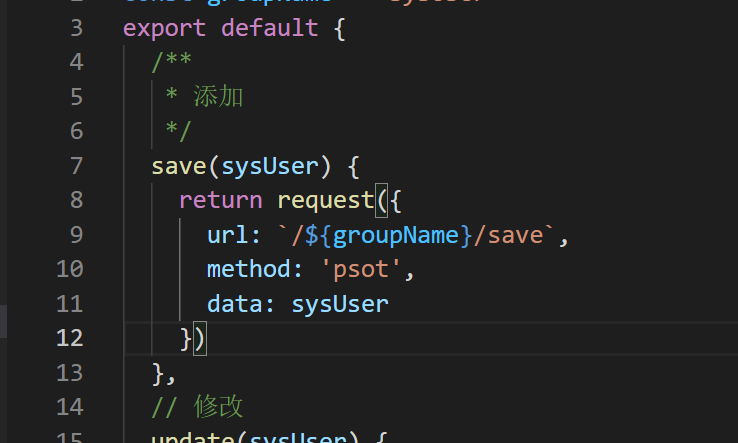 3 export default {
4 /**
5 * 添加
6 */
7 save(sysUser) {
8 return request({
9 url: `/${groupName}/save`,
10 method: 'psot',
11 data: sysUser
12 })
13 },
14 // 修改
15 update(sysUser) {